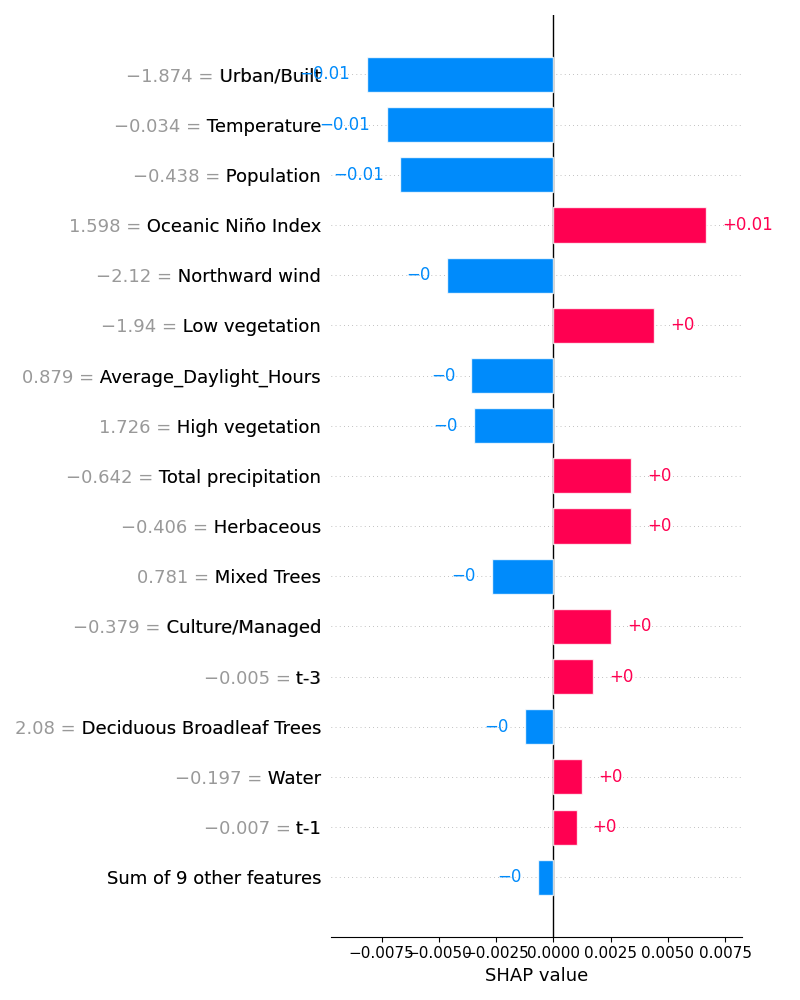 −1.874 = Urban/Built −0.01
−0.034 = Temperature −0.01
−0.438 = Population −0.01
1.598 = Oceanic Niño Index +0.01
−2.12 = Northward wind −0
−1.94 = Low vegetation +0
0.879 = Average_Daylight_Hours −0
1.726 = High vegetation −0
−0.642 = Total precipitation +0
−0.406 = Herbaceous +0
0.781 = Mixed Trees −0
−0.379 = Culture/Managed +0
−0.005 = t-3 +0
2.08 = Deciduous Broadleaf Trees −0
−0.197 = Water +0
−0.007 = t-1 +0
Sum of 9 other features −0
−0.0075 −0.0050 −0.0025 0.0000 0.0025 0.0050 0.0075
SHAP value